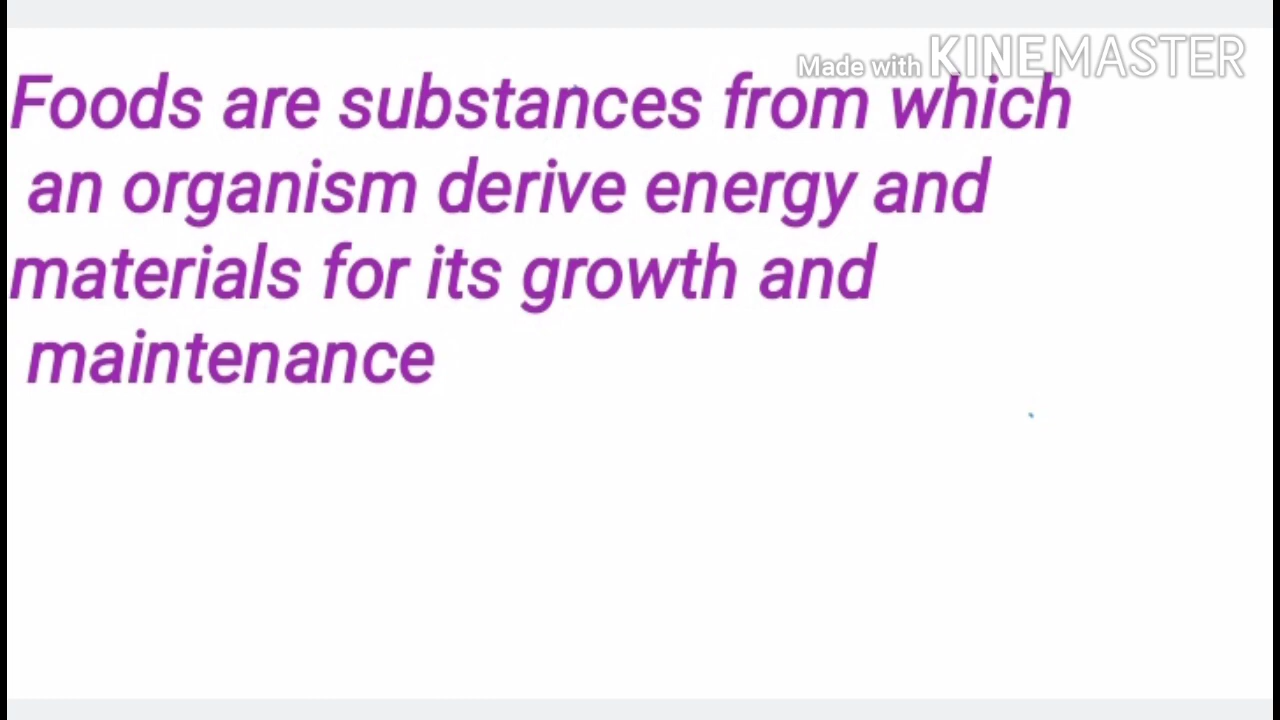 Made with KINEMASTER
Foods are substances from which
an organism derive energy and
materials for its growth and
maintenance